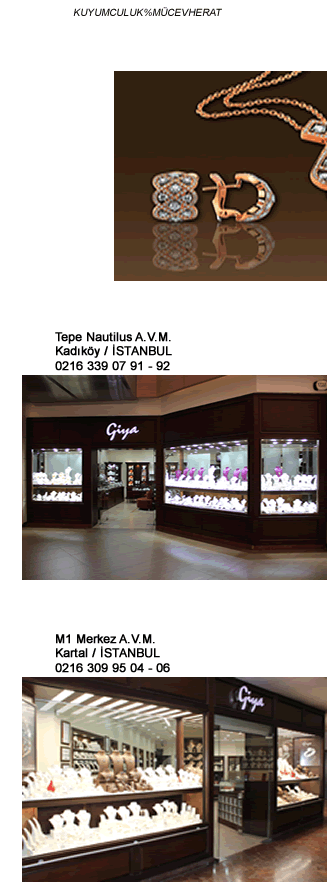 KUYUMCULUK%MÜCEVHERAT
Tepe Nautilus A.V.M.
Kadıköy / İSTANBUL
0216 339 07 91 - 92
Giya
M1 Merkez A.V.M.
Kartal / İSTANBUL
0216 309 95 04 - 06
Giya